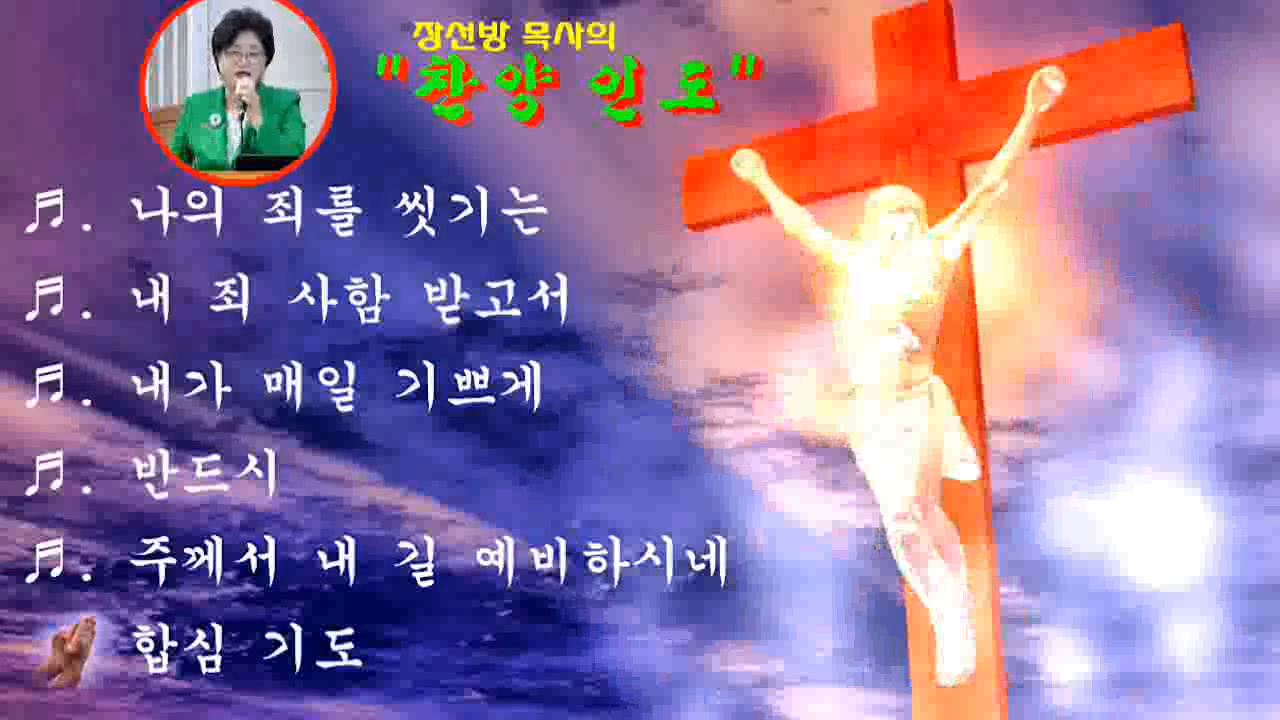 장선방 목사의
"찬양 인도"
♬. 나의 죄를 씻기는
♬. 내 죄 사함 받고서
♬. 내가 매일 기쁘게
♬. 반드시
♬. 주께서 내 길 예비하시네
합심 기도